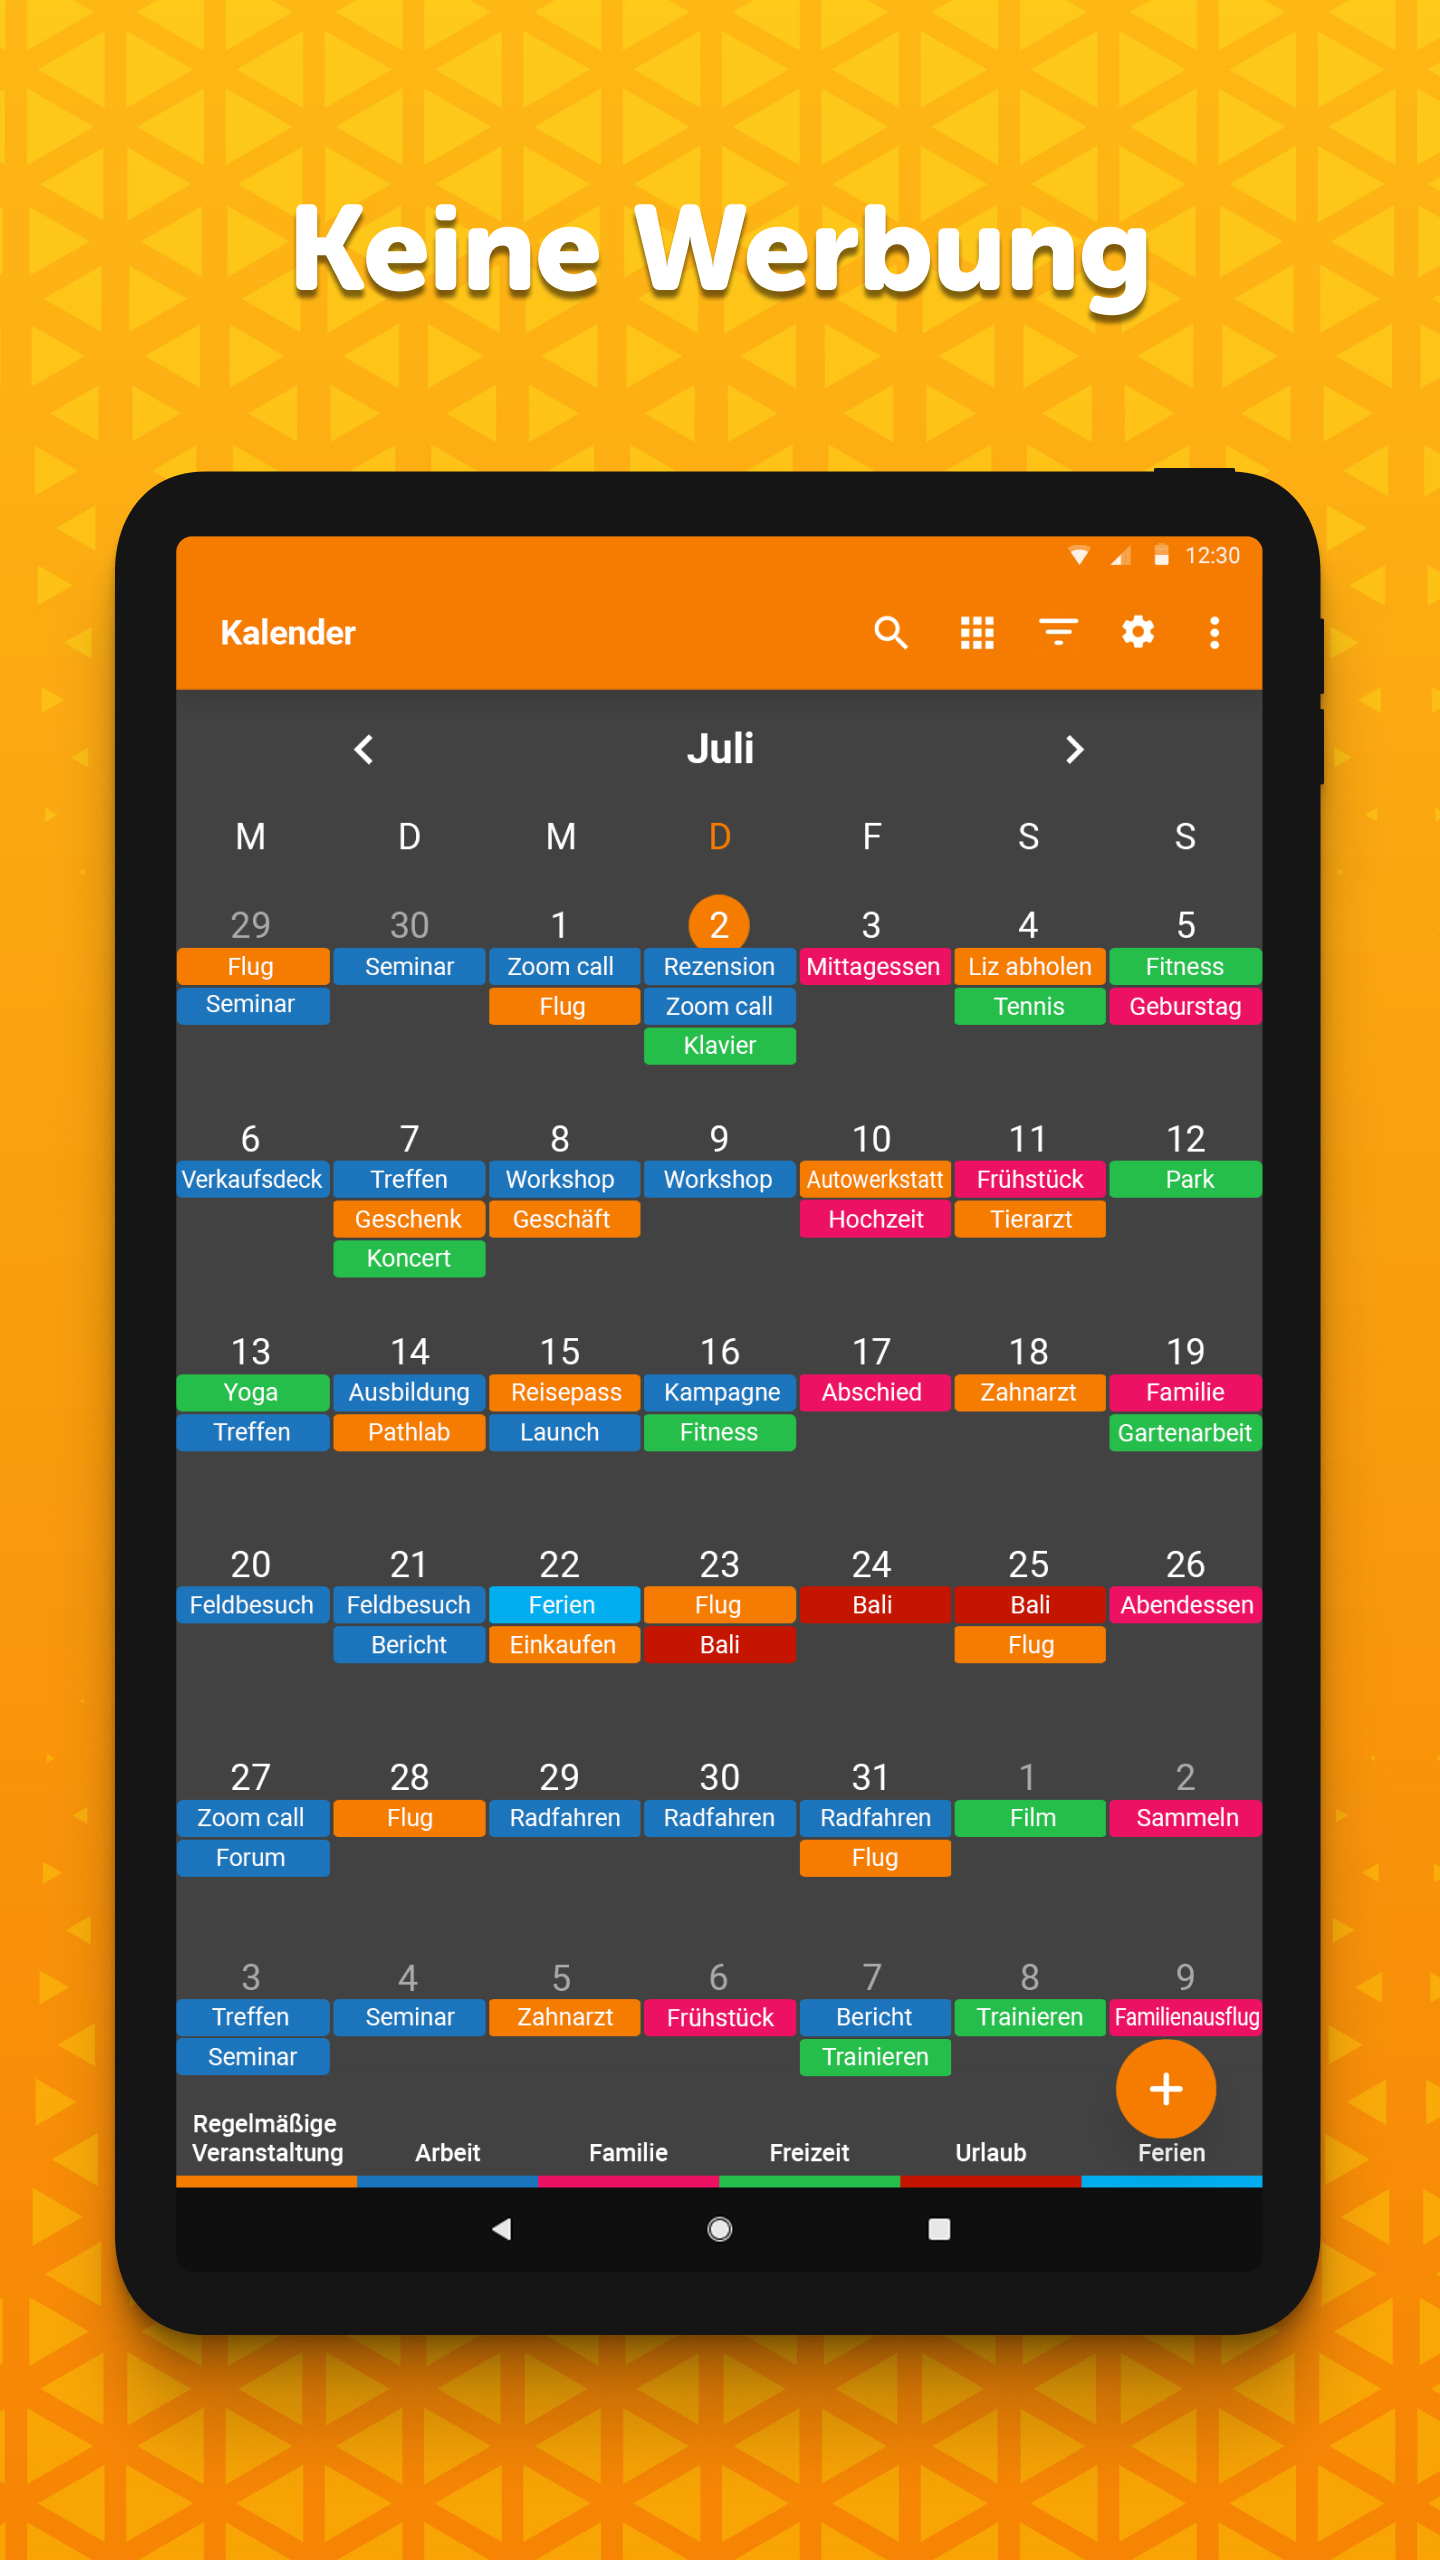 Keine Werbung
12:30
Kalender
Juli
M D M D F S S
29 30 1 2 3 4 5
Flug Seminar Zoom call Rezension Mittagessen Liz abholen Fitness
Seminar Flug Zoom call Tennis Geburstag
Klavier
6 7 8 9 10 11 12
Verkaufsdeck Treffen Workshop Workshop Autowerkstatt Frühstück Park
Geschenk Geschäft Hochzeit Tierarzt
Koncert
13 14 15 16 17 18 19
Yoga Ausbildung Reisepass Kampagne Abschied Zahnarzt Familie
Treffen Pathlab Launch Fitness Gartenarbeit
20 21 22 23 24 25 26
Feldbesuch Feldbesuch Ferien Flug Bali Bali Abendessen
Bericht Einkaufen Bali Flug
27 28 29 30 31 1 2
Zoom call Flug Radfahren Radfahren Radfahren Film Sammeln
Forum Flug
3 4 5 6 7 8 9
Treffen Seminar Zahnarzt Frühstück Bericht Trainieren Familienausflug
Seminar Trainieren
Regelmäßige
Veranstaltung Arbeit Familie Freizeit Urlaub Ferien